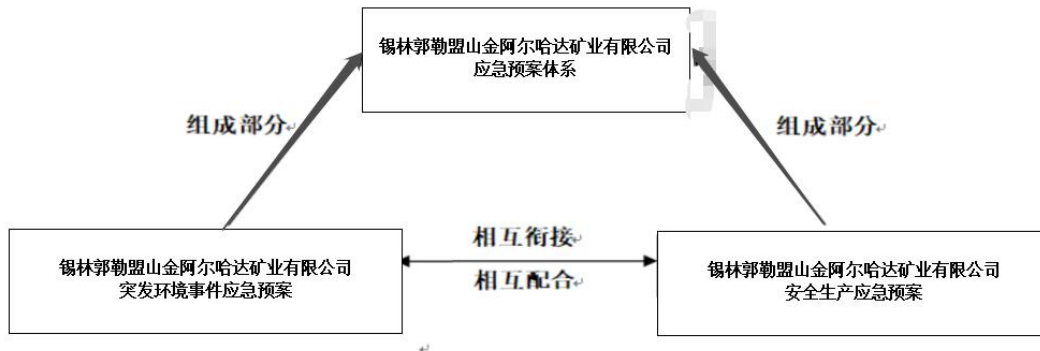 锡林郭勒盟山金阿尔哈达矿业有限公司
应急预案体系
组成部分
组成部分
相互衔接
相互配合
锡林郭勒盟山金阿尔哈达矿业有限公司
突发环境事件应急预案
锡林郭勒盟山金阿尔哈达矿业有限公司
安全生产应急预案